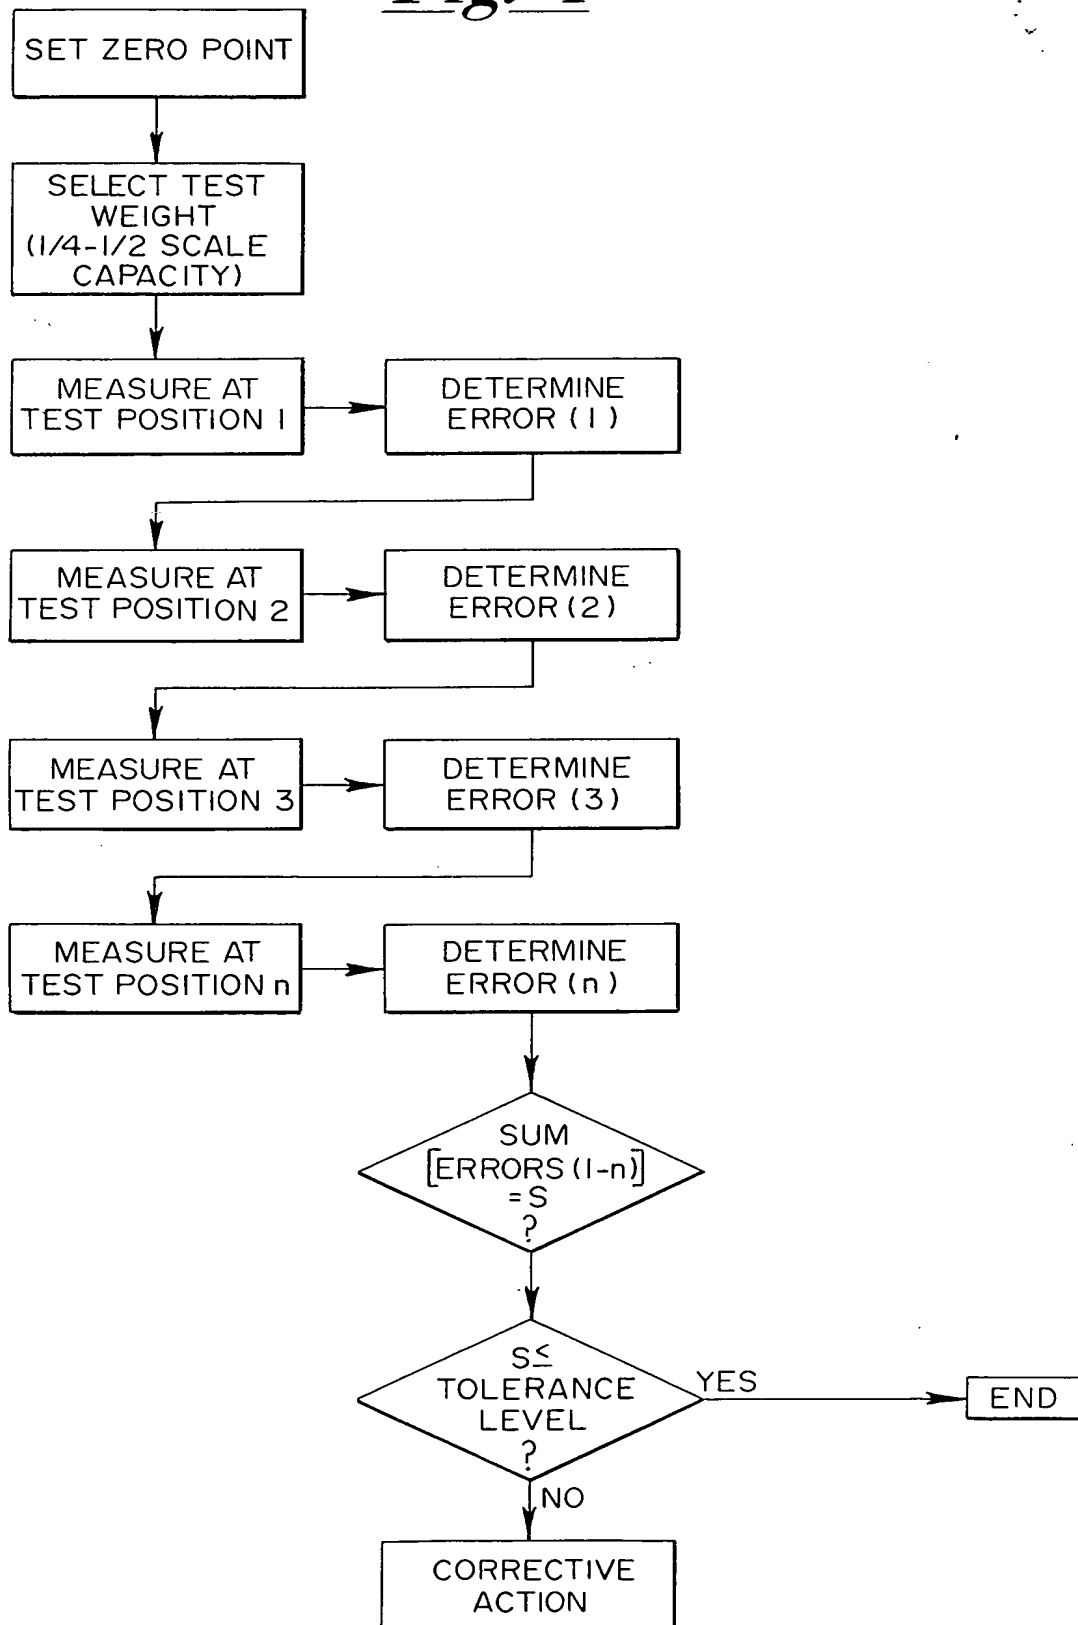 SET ZERO POINT
SELECT TEST
WEIGHT
(1/4-1/2 SCALE
CAPACITY)
MEASURE AT
TEST POSITION 1
DETERMINE
ERROR (1)
MEASURE AT
TEST POSITION 2
DETERMINE
ERROR (2)
MEASURE AT
TEST POSITION 3
DETERMINE
ERROR (3)
MEASURE AT
TEST POSITION n
DETERMINE
ERROR (n)
SUM
[ERRORS (1-n)]
=S
?
S≤
TOLERANCE
LEVEL
?
YES
END
NO
CORRECTIVE
ACTION